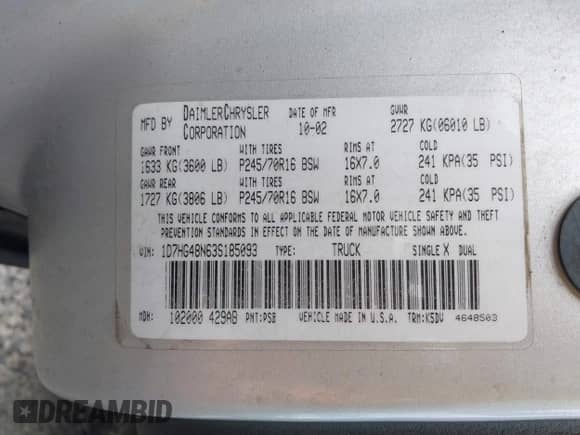 MFD BY DAIMLERCHRYSLER CORPORATION DATE OF MFR 10-02 GVWR 2727 KG(06010 LB)
GAWR FRONT WITH TIRES RIMS AT COLD
1633 KG(3600 LB) P245/70R16 BSW 16X7.0 241 KPA(35 PSI)
GAWR REAR WITH TIRES RIMS AT COLD
1727 KG(3806 LB) P245/70R16 BSW 16X7.0 241 KPA(35 PSI)
THIS VEHICLE CONFORMS TO ALL APPLICABLE FEDERAL MOTOR VEHICLE SAFETY AND THEFT
PREVENTION STANDARDS IN EFFECT ON DATE OF MANUFACTURE SHOWN ABOVE.
VIN: 1D7HG48N63S185093 TYPE: TRUCK SINGLE X DUAL
MDH: 102000 429AB PNT:PSB VEHICLE MADE IN U.S.A. TRM:K5DV 4648503
DREAMBID